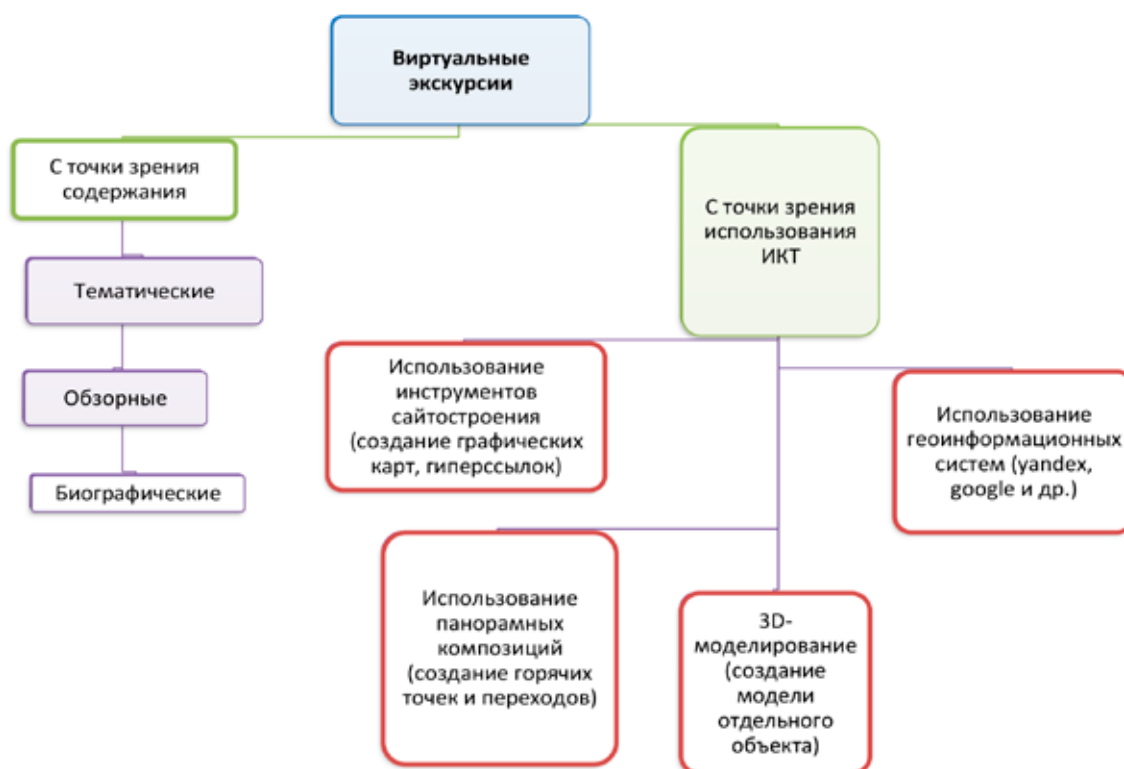 Виртуальные
экскурсии
С точки зрения
содержания
Тематические
Обзорные
Биографические
С точки зрения
использования
ИКТ
Использование
инструментов
сайтостроения
(создание графических
карт, гиперссылок)
Использование
геоинформационных
систем (yandex,
google и др.)
Использование
панорамных
композиций
(создание горячих
точек и переходов)
3D-
моделирование
(создание
модели
отдельного
объекта)